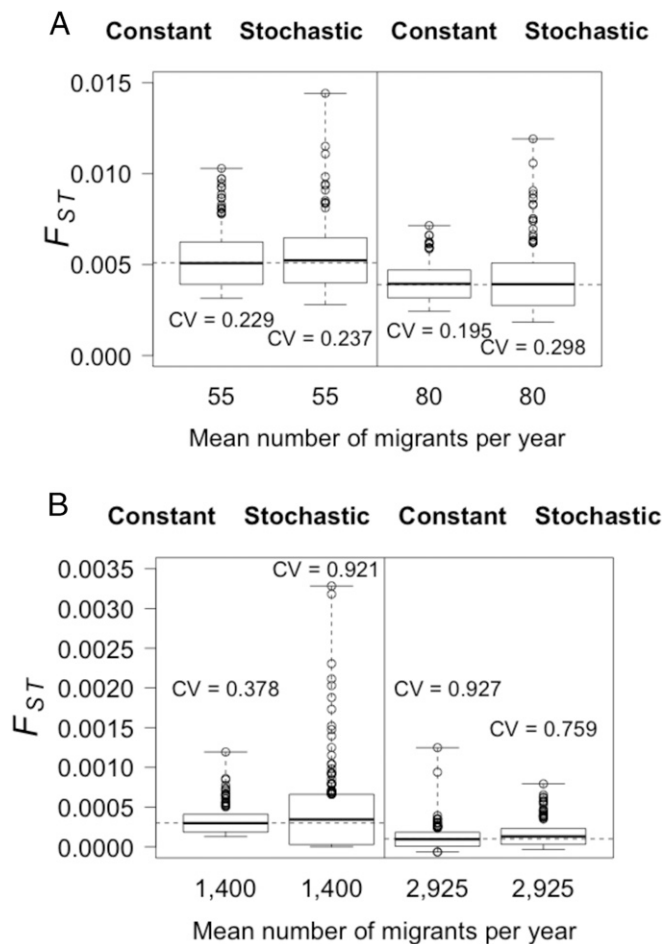 A
Constant Stochastic Constant Stochastic
0.015
0.010
0.005
0.000
F_ST
CV = 0.229
CV = 0.237
CV = 0.195
CV = 0.298
55 55 80 80
Mean number of migrants per year
B
Constant Stochastic Constant Stochastic
0.0035
0.0030
0.0025
0.0020
0.0015
0.0010
0.0005
0.0000
F_ST
CV = 0.921
CV = 0.378
CV = 0.927
CV = 0.759
1,400 1,400 2,925 2,925
Mean number of migrants per year